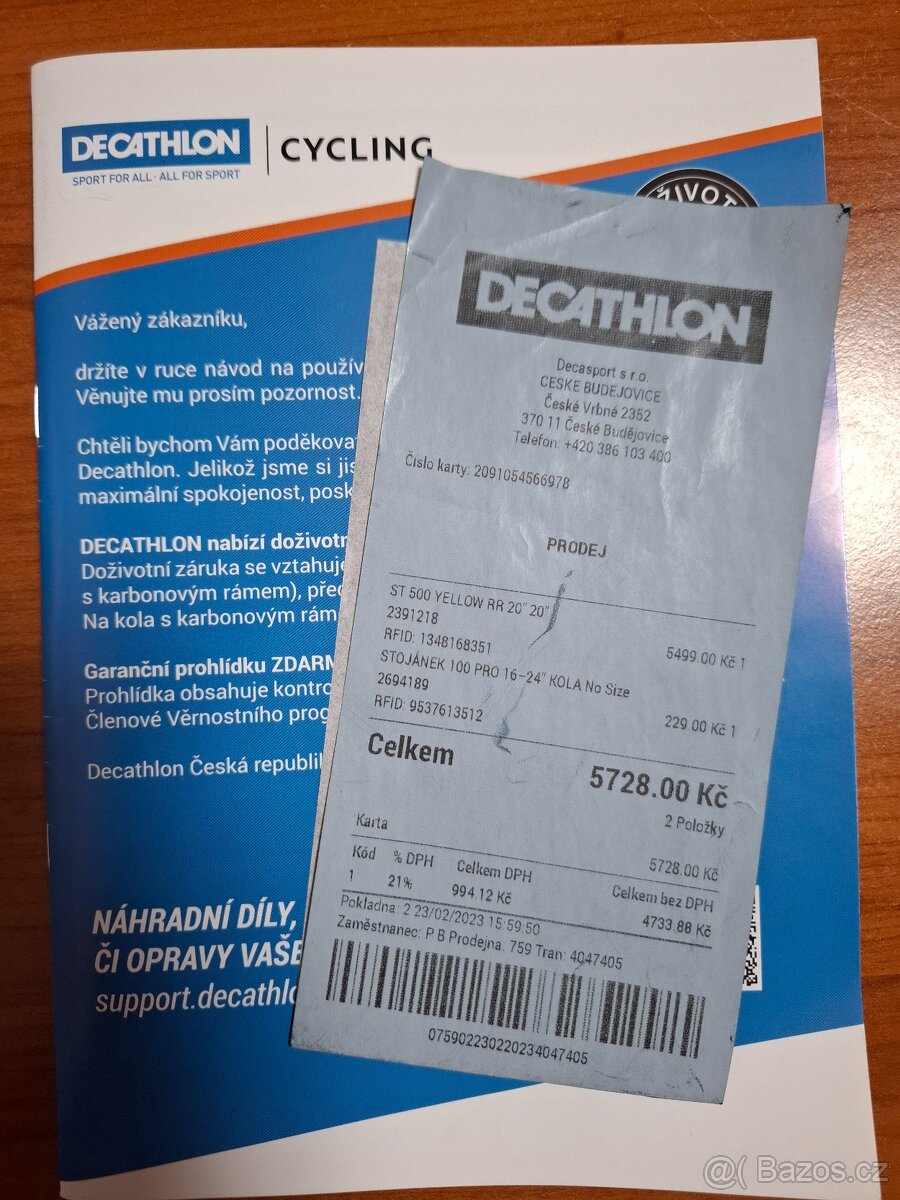 DECATHLON
SPORT FOR ALL - ALL FOR SPORT
CYCLING
ŽIVOT
Vážený zákazníku,
držíte v ruce návod na použív
Věnujte mu prosím pozornost.
Chtěli bychom Vám poděkovat
Decathlon. Jelikož jsme si jis
maximální spokojenost, posk
DECATHLON nabízí doživotn
Doživotní záruka se vztahuje
s karbonovým rámem), před
Na kola s karbonovým rám
Garanční prohlídku ZDARM
Prohlídka obsahuje kontro
Členové Věrnostního prog
Decathlon Česká republi
NÁHRADNÍ DÍLY,
ČI OPRAVY VAŠE
support.decathlo
DECATHLON
Decasport s.r.o.
CESKE BUDEJOVICE
České Vrbné 2352
370 11 České Budějovice
Telefon: +420 386 103 400
Číslo karty: 2091054566978
PRODEJ
ST 500 YELLOW RR 20" 20"
2391218
RFID: 1348168351
5499.00 Kč 1
STOJÁNEK 100 PRO 16-24" KOLA No Size
2694189
RFID: 9537613512
229.00 Kč 1
Celkem
5728.00 Kč
2 Položky
Karta
5728.00 Kč
Kód % DPH Celkem DPH Celkem bez DPH
1 21% 994.12 Kč 4733.88 Kč
Pokladna: 2 23/02/2023 15:59:50
Zaměstnanec: P B Prodejna: 759 Tran: 4047405
075902230220234047405
@( Bazos.cz